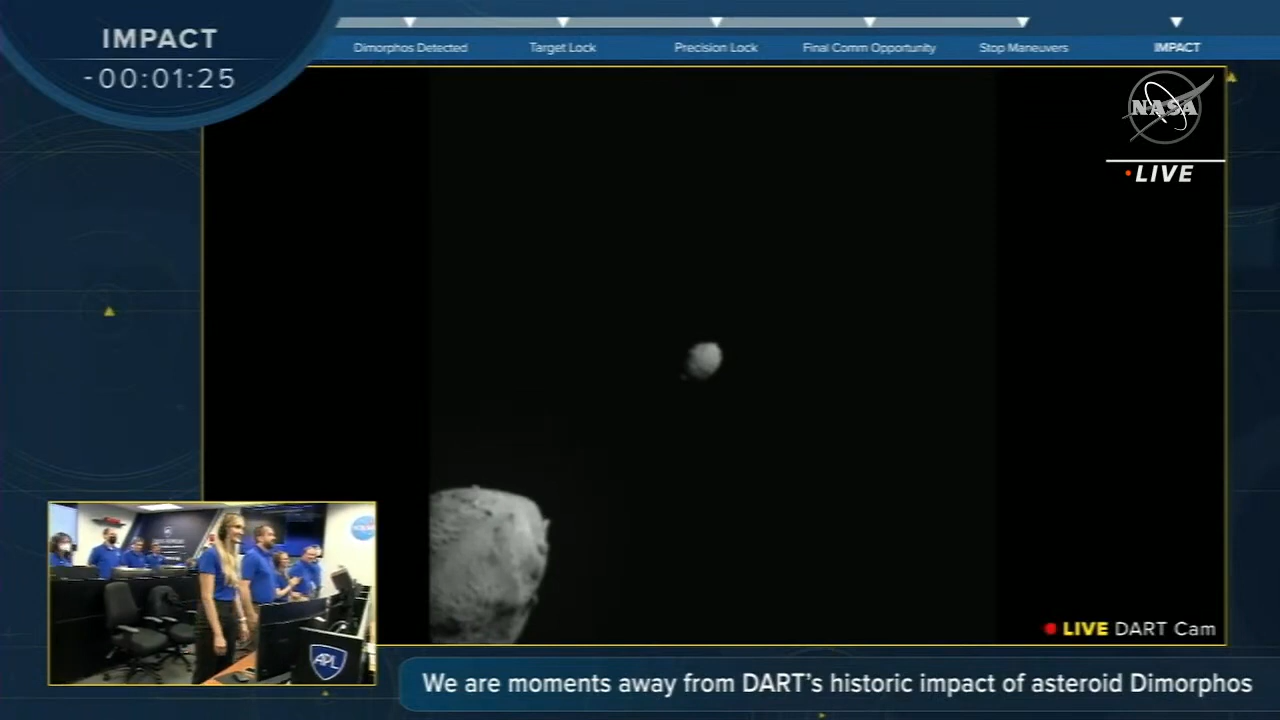 IMPACT
-00:01:25
Dimorphos Detected
Target Lock
Precision Lock
Final Comm Opportunity
Stop Maneuvers
IMPACT
NASA
LIVE
LIVE DART Cam
APL
We are moments away from DART's historic impact of asteroid Dimorphos